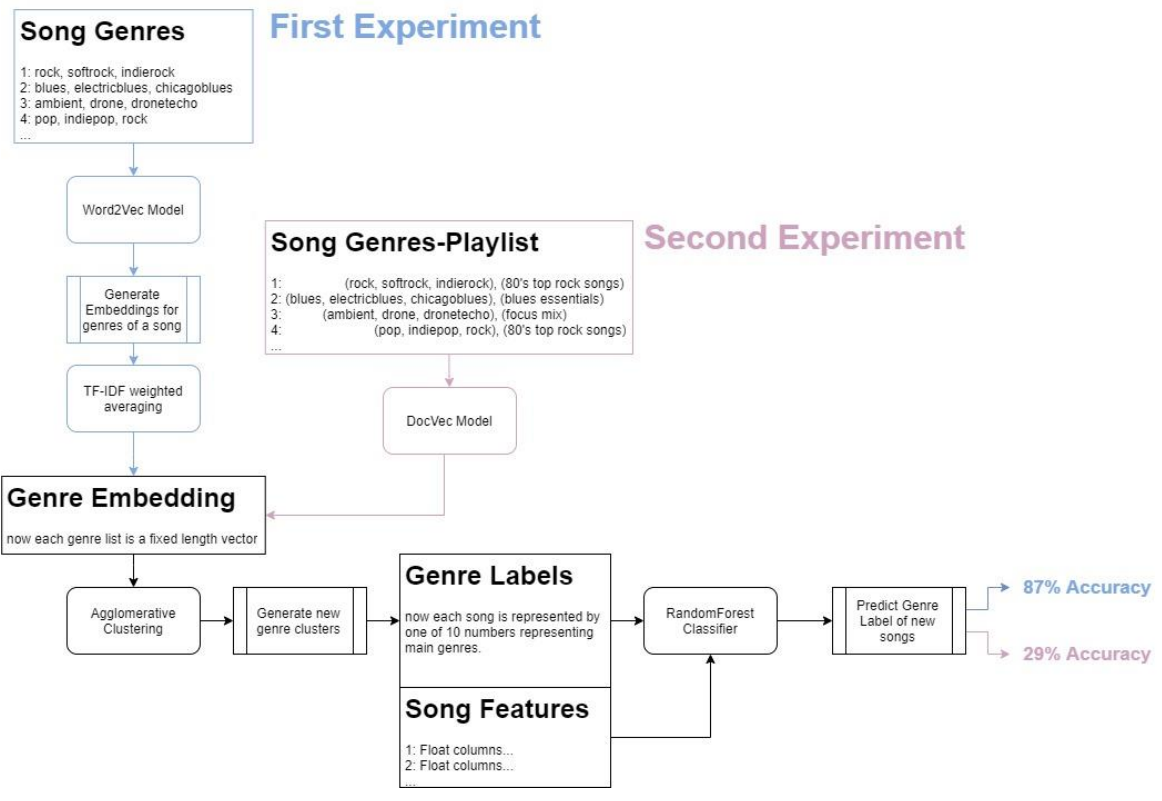 First Experiment
Song Genres
1: rock, softrock, indierock
2: blues, electricblues, chicagoblues
3: ambient, drone, dronetecho
4: pop, indiepop, rock
...
Word2Vec Model
Generate
Embeddings for
genres of a song
TF-IDF weighted
averaging
Second Experiment
Song Genres-Playlist
1: (rock, softrock, indierock), (80's top rock songs)
2: (blues, electricblues, chicagoblues), (blues essentials)
3: (ambient, drone, dronetecho), (focus mix)
4: (pop, indiepop, rock), (80's top rock songs)
...
DocVec Model
Genre Embedding
now each genre list is a fixed length vector
Agglomerative
Clustering
Generate new
genre clusters
Genre Labels
now each song is represented by
one of 10 numbers representing
main genres.
Song Features
1: Float columns...
2: Float columns...
...
RandomForest
Classifier
Predict Genre
Label of new
songs
87% Accuracy
29% Accuracy